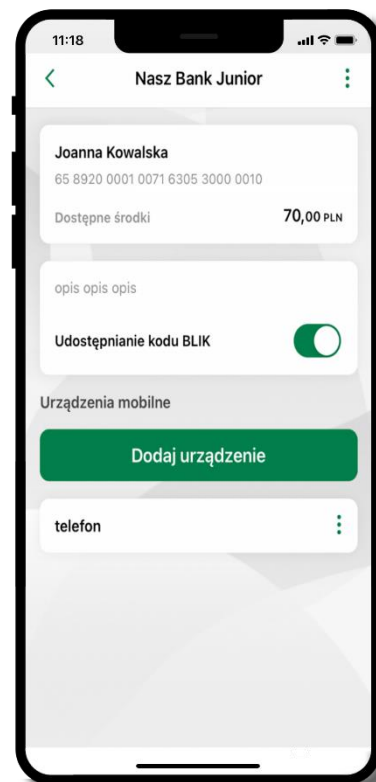 11:18
Nasz Bank Junior
Joanna Kowalska
65 8920 0001 0071 6305 3000 0010
Dostępne środki 70,00 PLN
opis opis opis
Udostępnianie kodu BLIK
Urządzenia mobilne
Dodaj urządzenie
telefon